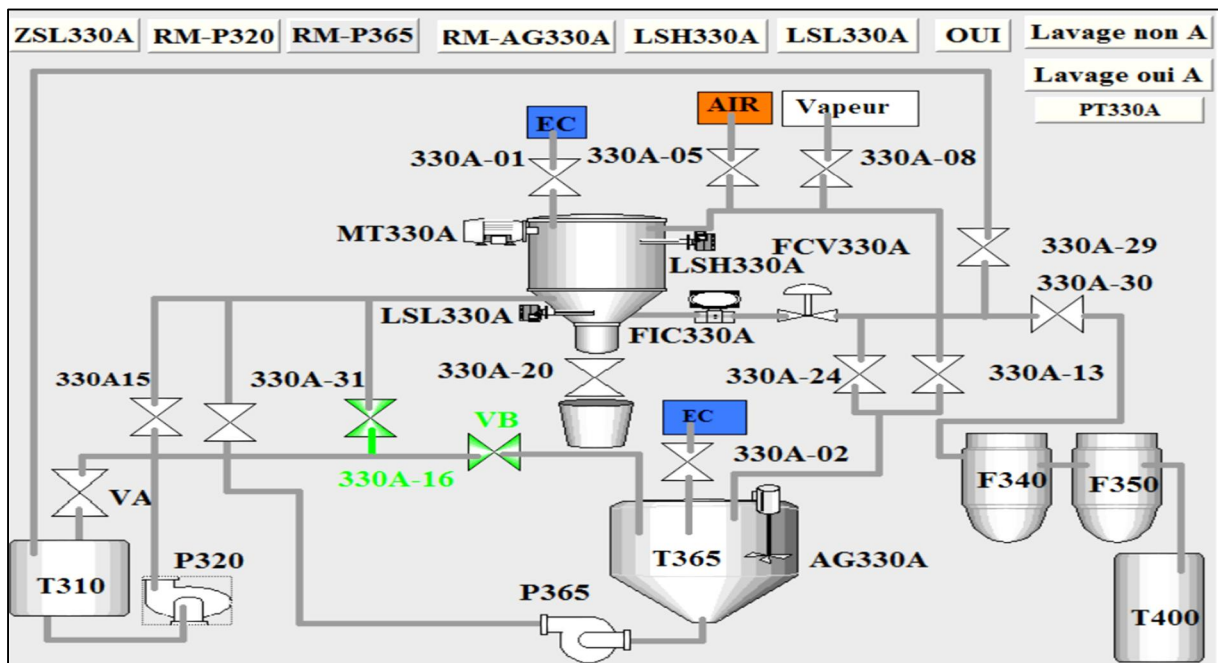 ZSL330A RM-P320 RM-P365 RM-AG330A LSH330A LSL330A OUI Lavage non A
Lavage oui A
PT330A
EC AIR Vapeur
330A-01 330A-05 330A-08
MT330A LSH330A FCV330A 330A-29
330A-30
LSL330A FIC330A
330A15 330A-31 330A-20 330A-24 330A-13
EC
VB
330A-16 330A-02
VA F340 F350
P320 T365 AG330A
T310 P365 T400